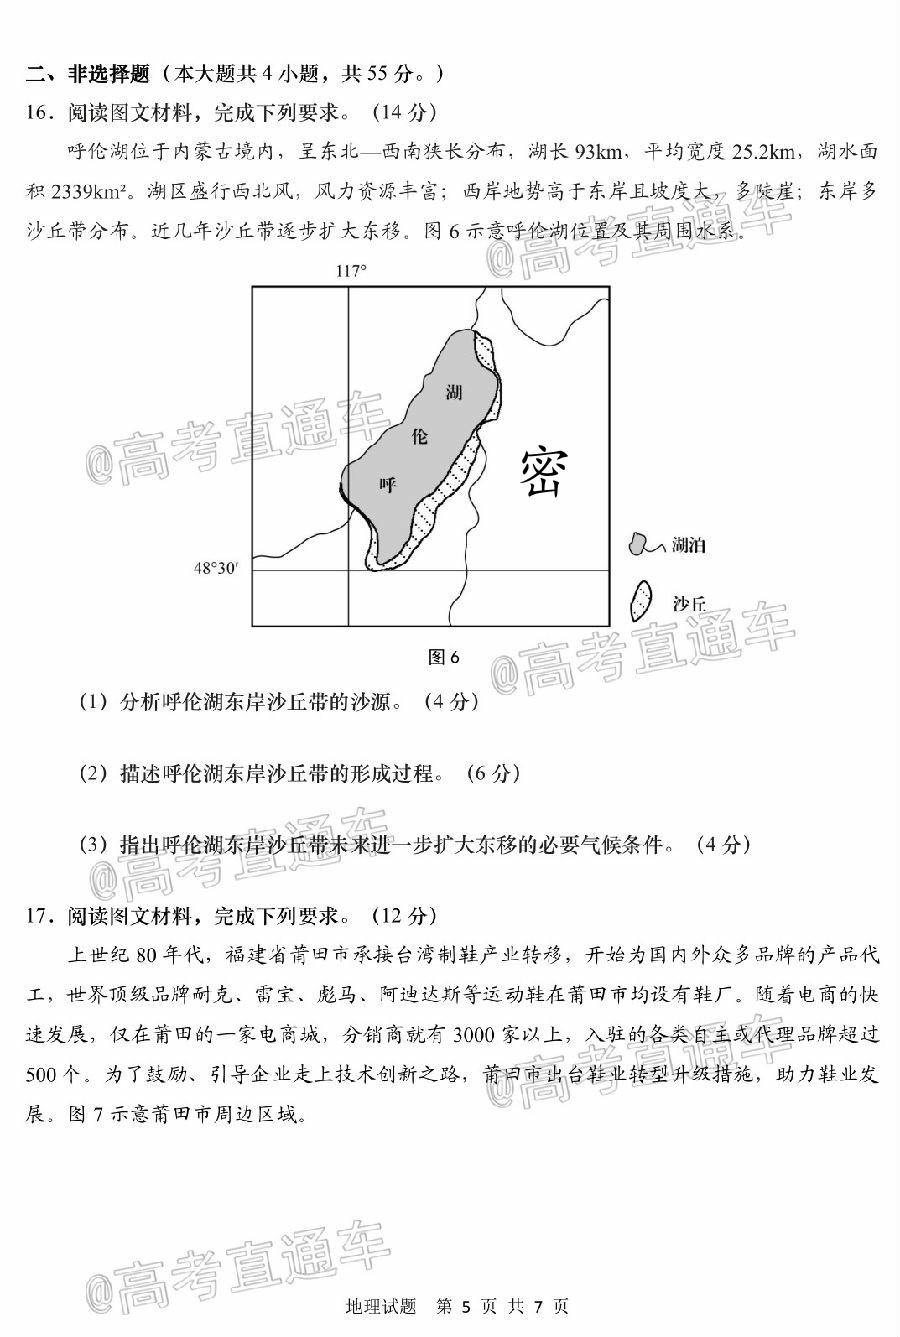 二、非选择题（本大题共 4 小题，共 55 分。）
16．阅读图文材料，完成下列要求。（14 分）
呼伦湖位于内蒙古境内，呈东北—西南狭长分布，湖长 93km，平均宽度 25.2km，湖水面
积 2339km²。湖区盛行西北风，风力资源丰富；西岸地势高于东岸且坡度大，多陡崖；东岸多
沙丘带分布。近几年沙丘带逐步扩大东移。图 6 示意呼伦湖位置及其周围水系。
@高考直通车
117°
湖
伦
呼
密
@高考直通车
48°30′
湖泊
沙丘
图 6
@高考直通车
（1）分析呼伦湖东岸沙丘带的沙源。（4 分）
（2）描述呼伦湖东岸沙丘带的形成过程。（6 分）
（3）指出呼伦湖东岸沙丘带未来进一步扩大东移的必要气候条件。（4 分）
@高考直通车
17．阅读图文材料，完成下列要求。（12 分）
上世纪 80 年代，福建省莆田市承接台湾制鞋产业转移，开始为国内外众多品牌的产品代
工，世界顶级品牌耐克、雷宝、彪马、阿迪达斯等运动鞋在莆田市均设有鞋厂。随着电商的快
速发展，仅在莆田的一家电商城，分销商就有 3000 家以上，入驻的各类自主或代理品牌超过
500 个。为了鼓励、引导企业走上技术创新之路，莆田市出台鞋业转型升级措施，助力鞋业发
展。图 7 示意莆田市周边区域。
@高考直通车
@高考直通车
地理试题 第 5 页 共 7 页